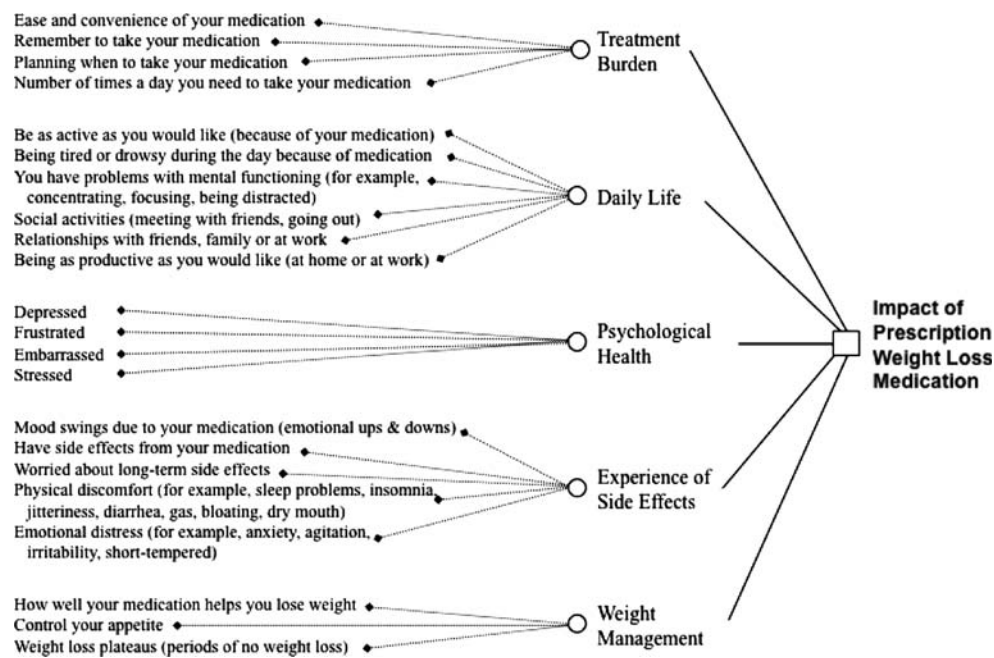 Ease and convenience of your medication
Remember to take your medication
Planning when to take your medication
Number of times a day you need to take your medication
Treatment
Burden
Be as active as you would like (because of your medication)
Being tired or drowsy during the day because of medication
You have problems with mental functioning (for example,
concentrating, focusing, being distracted)
Social activities (meeting with friends, going out)
Relationships with friends, family or at work
Being as productive as you would like (at home or at work)
Daily Life
Depressed
Frustrated
Embarrassed
Stressed
Psychological
Health
Mood swings due to your medication (emotional ups & downs)
Have side effects from your medication
Worried about long-term side effects
Physical discomfort (for example, sleep problems, insomnia,
jitteriness, diarrhea, gas, bloating, dry mouth)
Emotional distress (for example, anxiety, agitation,
irritability, short-tempered)
Experience of
Side Effects
How well your medication helps you lose weight
Control your appetite
Weight loss plateaus (periods of no weight loss)
Weight
Management
Impact of
Prescription
Weight Loss
Medication